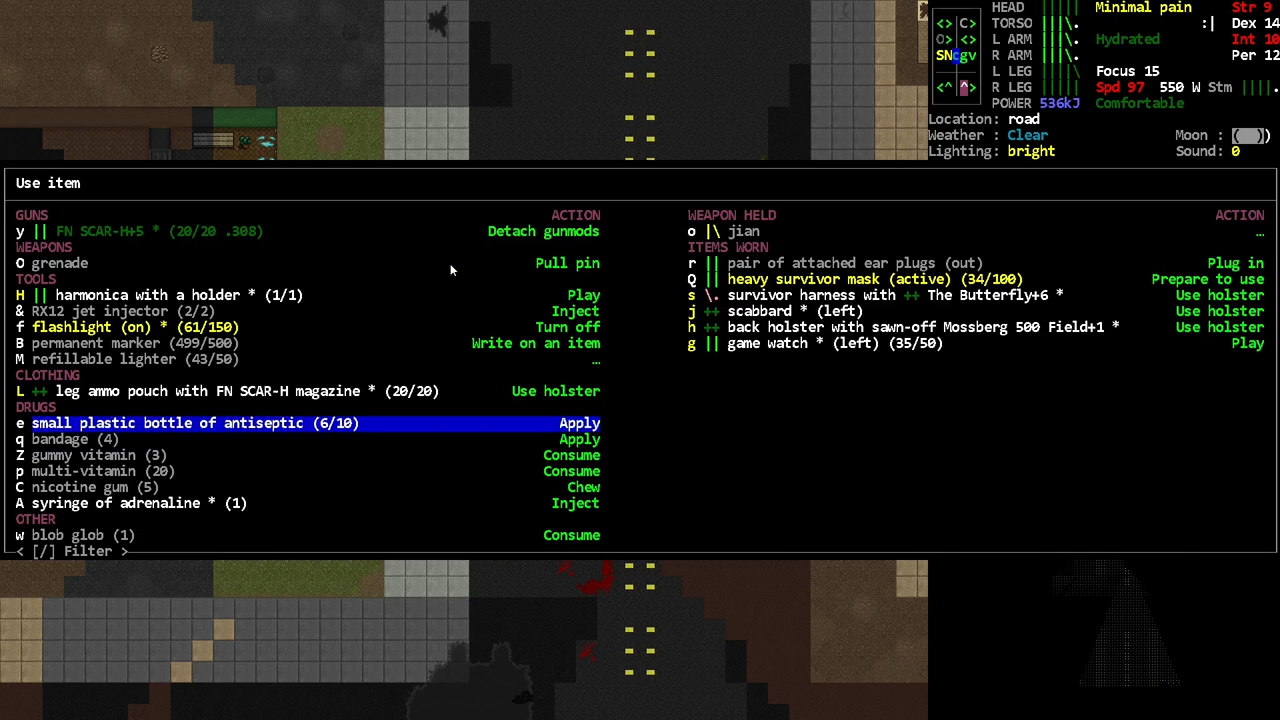 HEAD ||||| Minimal pain Str 9
<> C> TORSO |||\. :| Dex 14
O> <> L ARM |||\. Hydrated Int 10
SNcgv R ARM |||\. Per 12
L LEG ||||\ Focus 15
<^ ^> R LEG ||||| Spd 97 550 W Stm ||||.
POWER 536kJ Comfortable
Location: road
Weather : Clear Moon : (   )
Lighting: bright Sound: 0
Use item
GUNS ACTION
y || FN SCAR-H+5 * (20/20 .308) Detach gunmods
WEAPONS
O grenade Pull pin
TOOLS
H || harmonica with a holder * (1/1) Play
& RX12 jet injector (2/2) Inject
f flashlight (on) * (61/150) Turn off
B permanent marker (499/500) Write on an item
M refillable lighter (43/50) …
CLOTHING
L ++ leg ammo pouch with FN SCAR-H magazine * (20/20) Use holster
DRUGS
e small plastic bottle of antiseptic (6/10) Apply
q bandage (4) Apply
Z gummy vitamin (3) Consume
p multi-vitamin (20) Consume
C nicotine gum (5) Chew
A syringe of adrenaline * (1) Inject
OTHER
w blob glob (1) Consume
< [/] Filter >
WEAPON HELD ACTION
o |\ jian …
ITEMS WORN
r || pair of attached ear plugs (out) Plug in
Q || heavy survivor mask (active) (34/100) Prepare to use
s \. survivor harness with ++ The Butterfly+6 * Use holster
j ++ scabbard * (left) Use holster
h ++ back holster with sawn-off Mossberg 500 Field+1 * Use holster
g || game watch * (left) (35/50) Play